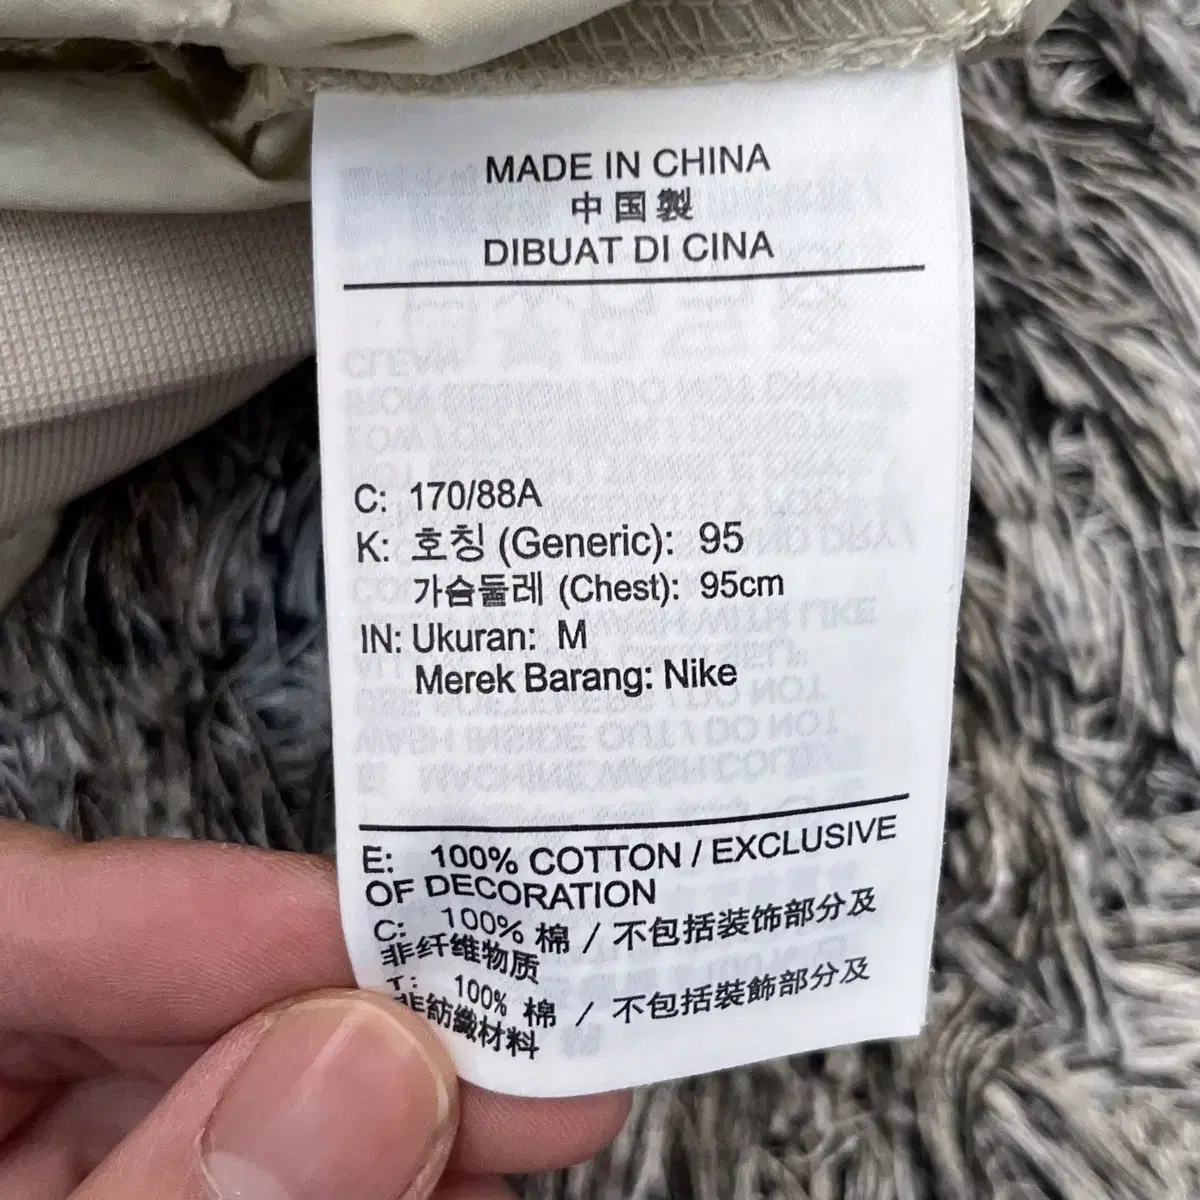 MADE IN CHINA
中国製
DIBUAT DI CINA
C: 170/88A
K: 호칭 (Generic): 95
가슴둘레 (Chest): 95cm
IN: Ukuran: M
Merek Barang: Nike
E: 100% COTTON / EXCLUSIVE
OF DECORATION
C: 100% 棉 / 不包括装饰部分及
非纤维物质
T: 100% 棉 / 不包括裝飾部分及
非紡織材料